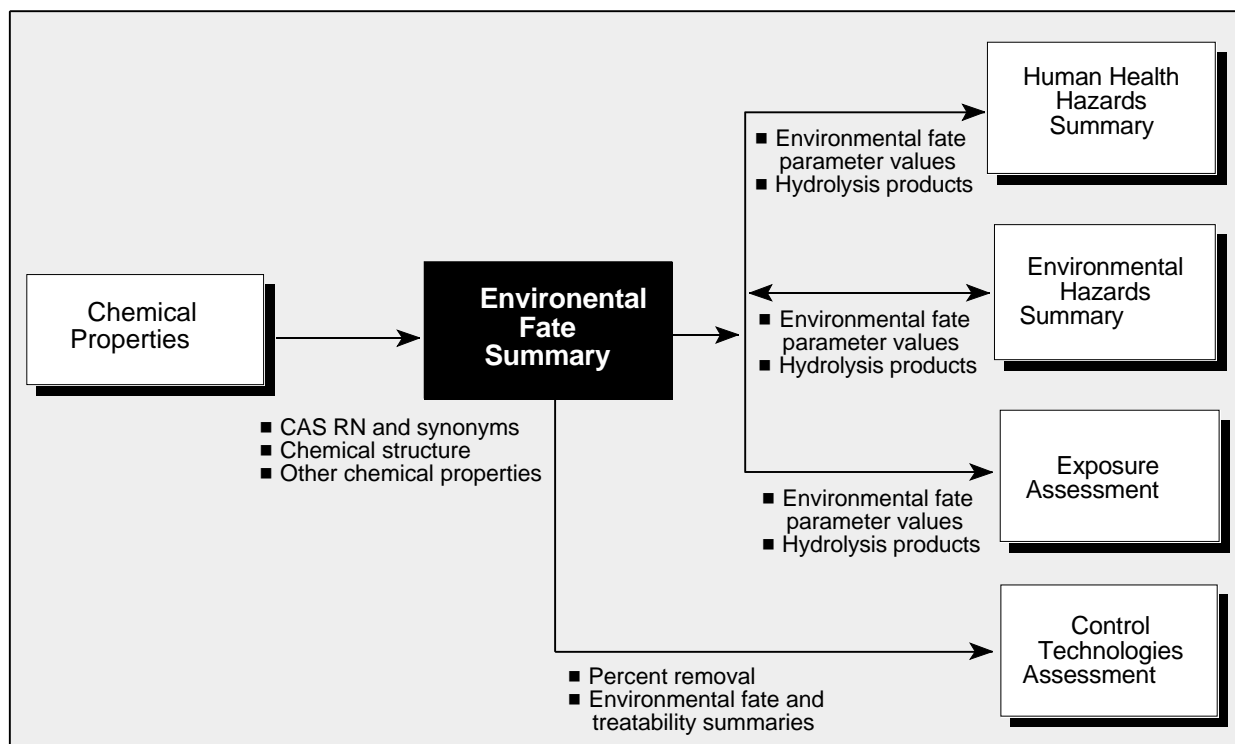 Chemical
Properties
■ CAS RN and synonyms
■ Chemical structure
■ Other chemical properties
Environental
Fate
Summary
■ Environmental fate
parameter values
■ Hydrolysis products
Human Health
Hazards
Summary
■ Environmental fate
parameter values
■ Hydrolysis products
Environmental
Hazards
Summary
■ Environmental fate
parameter values
■ Hydrolysis products
Exposure
Assessment
■ Percent removal
■ Environmental fate and
treatability summaries
Control
Technologies
Assessment